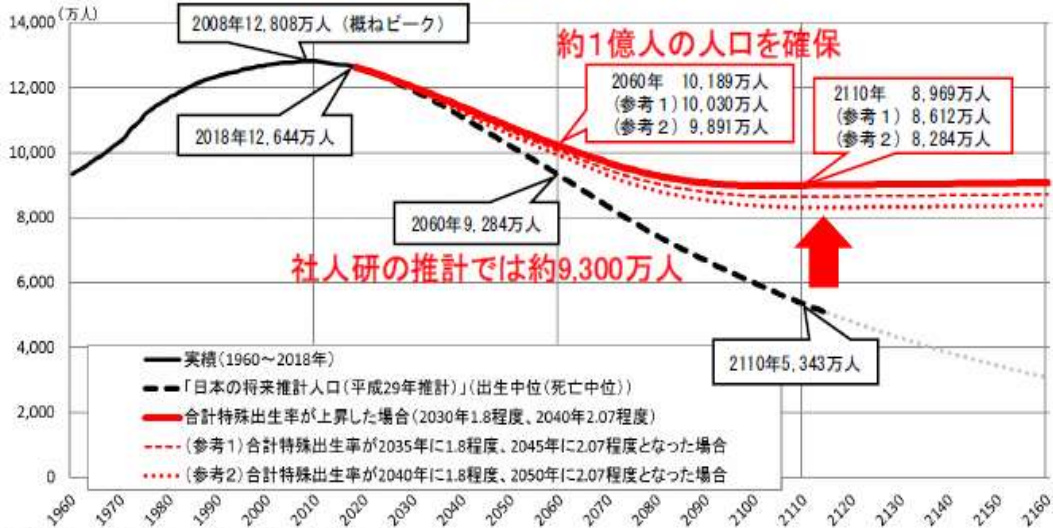 (万人)
14,000
12,000
10,000
8,000
6,000
4,000
2,000
0
2008年12,808万人（概ねピーク）
2018年12,644万人
約1億人の人口を確保
2060年　10,189万人
(参考１)10,030万人
(参考２) 9,891万人
2110年　8,969万人
(参考１) 8,612万人
(参考２) 8,284万人
2060年9,284万人
社人研の推計では約9,300万人
2110年5,343万人
実績(1960～2018年)
「日本の将来推計人口(平成29年推計)」(出生中位(死亡中位))
合計特殊出生率が上昇した場合(2030年1.8程度、2040年2.07程度)
(参考1)合計特殊出生率が2035年に1.8程度、2045年に2.07程度となった場合
(参考2)合計特殊出生率が2040年に1.8程度、2050年に2.07程度となった場合
1960 1970 1980 1990 2000 2010 2020 2030 2040 2050 2060 2070 2080 2090 2100 2110 2120 2130 2140 2150 2160